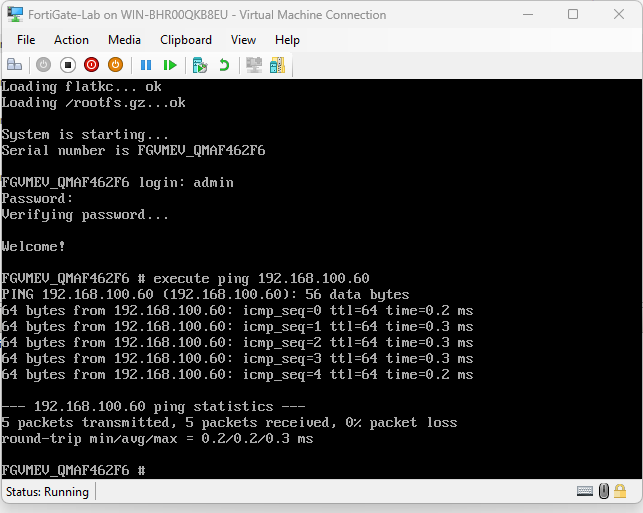 FortiGate-Lab on WIN-BHR00QKB8EU - Virtual Machine Connection
File Action Media Clipboard View Help
Loading flatkc... ok
Loading /rootfs.gz...ok
System is starting...
Serial number is FGVMEV_QMAF462F6
FGVMEV_QMAF462F6 login: admin
Password:
Verifying password...
Welcome!
FGVMEV_QMAF462F6 # execute ping 192.168.100.60
PING 192.168.100.60 (192.168.100.60): 56 data bytes
64 bytes from 192.168.100.60: icmp_seq=0 ttl=64 time=0.2 ms
64 bytes from 192.168.100.60: icmp_seq=1 ttl=64 time=0.3 ms
64 bytes from 192.168.100.60: icmp_seq=2 ttl=64 time=0.3 ms
64 bytes from 192.168.100.60: icmp_seq=3 ttl=64 time=0.3 ms
64 bytes from 192.168.100.60: icmp_seq=4 ttl=64 time=0.2 ms
--- 192.168.100.60 ping statistics ---
5 packets transmitted, 5 packets received, 0% packet loss
round-trip min/avg/max = 0.2/0.2/0.3 ms
FGVMEV_QMAF462F6 #
Status: Running